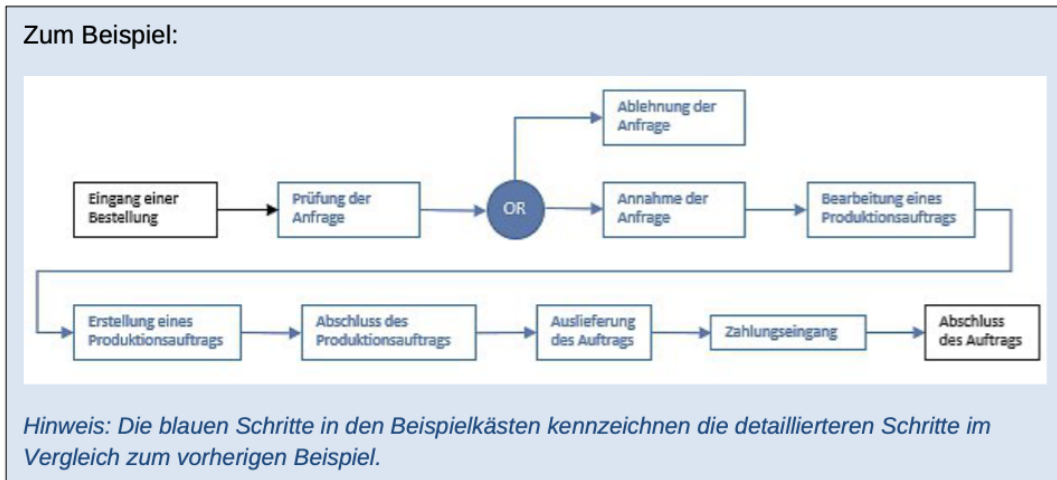 Zum Beispiel:
Ablehnung der
Anfrage
Eingang einer
Bestellung
Prüfung der
Anfrage
OR
Annahme der
Anfrage
Bearbeitung eines
Produktionsauftrags
Erstellung eines
Produktionsauftrags
Abschluss des
Produktionsauftrags
Auslieferung
des Auftrags
Zahlungseingang
Abschluss
des Auftrags
Hinweis: Die blauen Schritte in den Beispielkästen kennzeichnen die detaillierteren Schritte im
Vergleich zum vorherigen Beispiel.